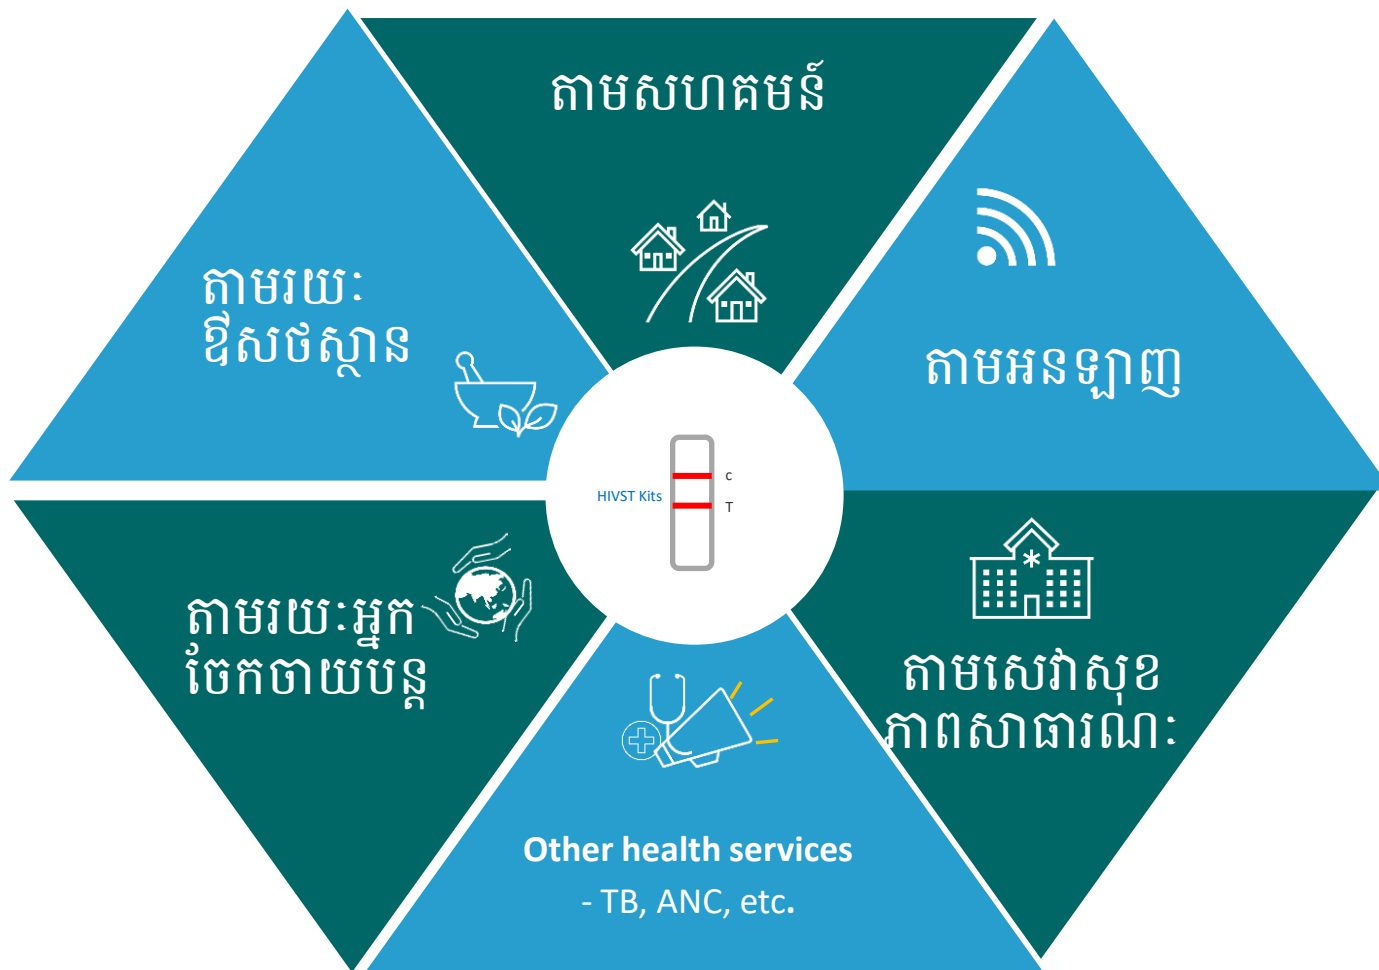 តាមសហគមន៍
តាមរយៈ
ឱសថស្ថាន
តាមអនឡាញ
HIVST Kits
c
T
តាមរយៈអ្នក
ចែកចាយបន្ត
តាមសេវាសុខ
ភាពសាធារណៈ
Other health services
- TB, ANC, etc.